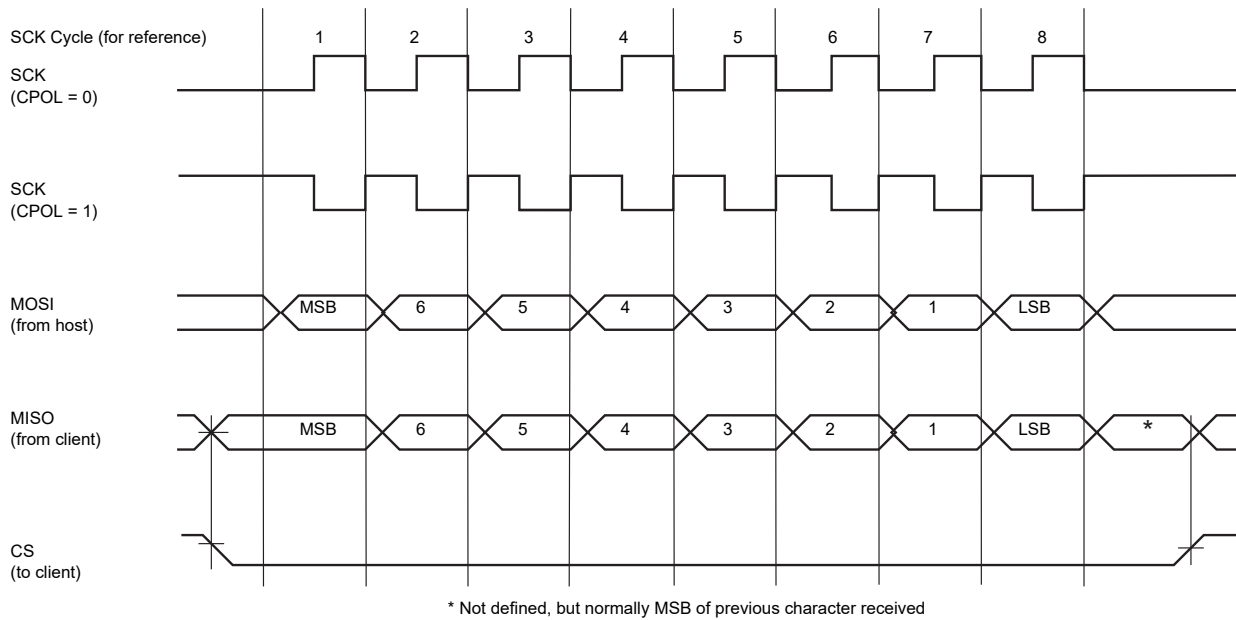 SCK Cycle (for reference)
1 2 3 4 5 6 7 8
SCK
(CPOL = 0)
SCK
(CPOL = 1)
MOSI
(from host)
MSB 6 5 4 3 2 1 LSB
MISO
(from client)
MSB 6 5 4 3 2 1 LSB *
CS
(to client)
* Not defined, but normally MSB of previous character received